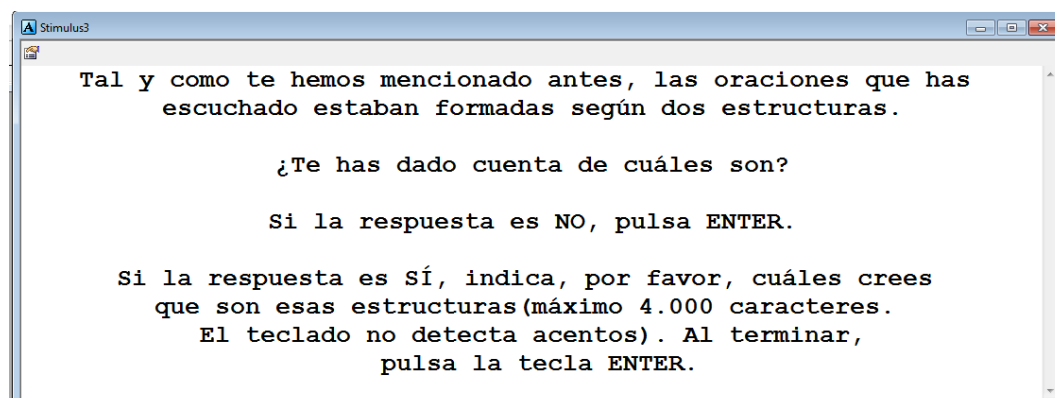 Stimulus3
Tal y como te hemos mencionado antes, las oraciones que has
escuchado estaban formadas según dos estructuras.
¿Te has dado cuenta de cuáles son?
Si la respuesta es NO, pulsa ENTER.
Si la respuesta es SÍ, indica, por favor, cuáles crees
que son esas estructuras(máximo 4.000 caracteres.
El teclado no detecta acentos). Al terminar,
pulsa la tecla ENTER.